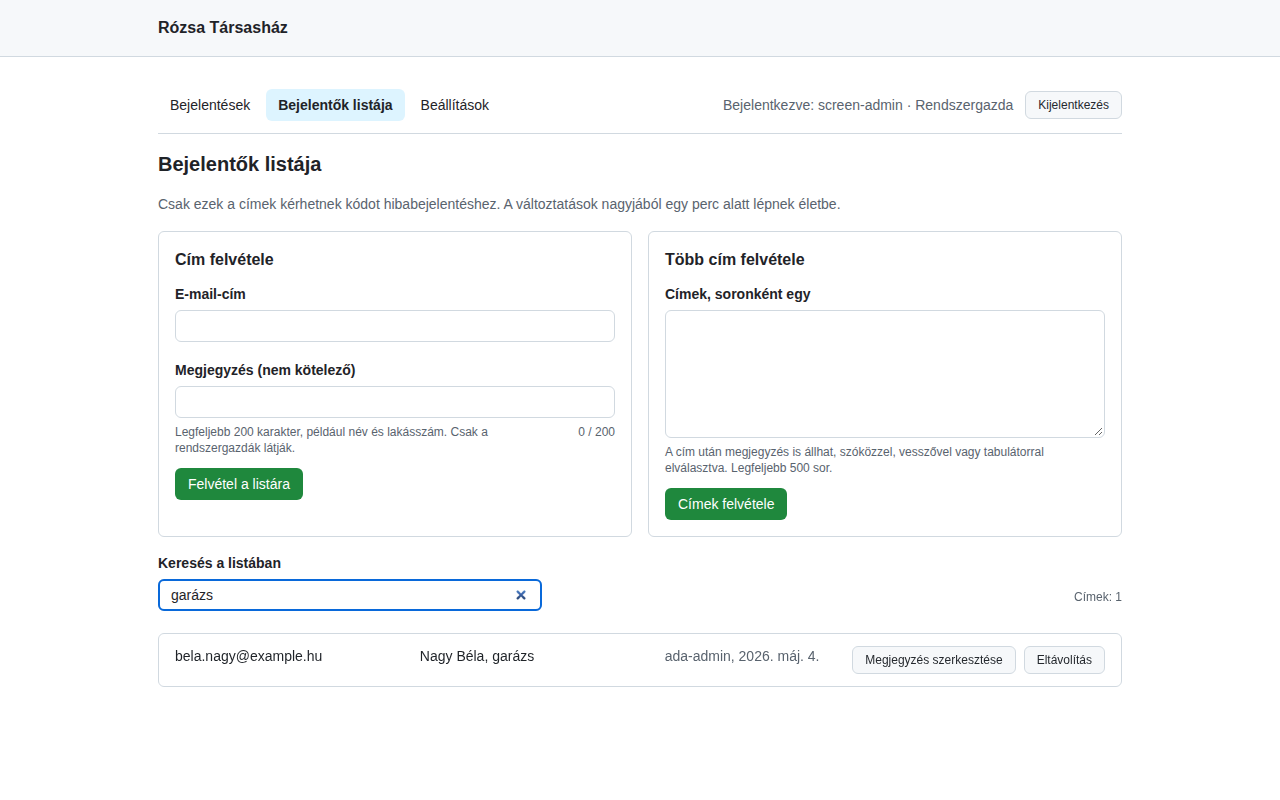 Rózsa Társasház
Bejelentések
Bejelentők listája
Beállítások
Bejelentkezve: screen-admin · Rendszergazda
Kijelentkezés
Bejelentők listája
Csak ezek a címek kérhetnek kódot hibabejelentéshez. A változtatások nagyjából egy perc alatt lépnek életbe.
Cím felvétele
E-mail-cím
Megjegyzés (nem kötelező)
Legfeljebb 200 karakter, például név és lakásszám. Csak a
rendszergazdák látják.
0 / 200
Felvétel a listára
Több cím felvétele
Címek, soronként egy
A cím után megjegyzés is állhat, szóközzel, vesszővel vagy tabulátorral
elválasztva. Legfeljebb 500 sor.
Címek felvétele
Keresés a listában
garázs
Címek: 1
bela.nagy@example.hu
Nagy Béla, garázs
ada-admin, 2026. máj. 4.
Megjegyzés szerkesztése
Eltávolítás